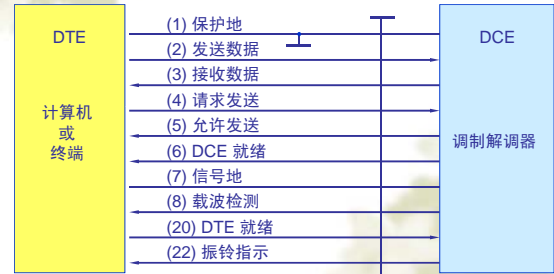 DTE
计算机
或
终端
(1) 保护地
(2) 发送数据
(3) 接收数据
(4) 请求发送
(5) 允许发送
(6) DCE 就绪
(7) 信号地
(8) 载波检测
(20) DTE 就绪
(22) 振铃指示
DCE
调制解调器